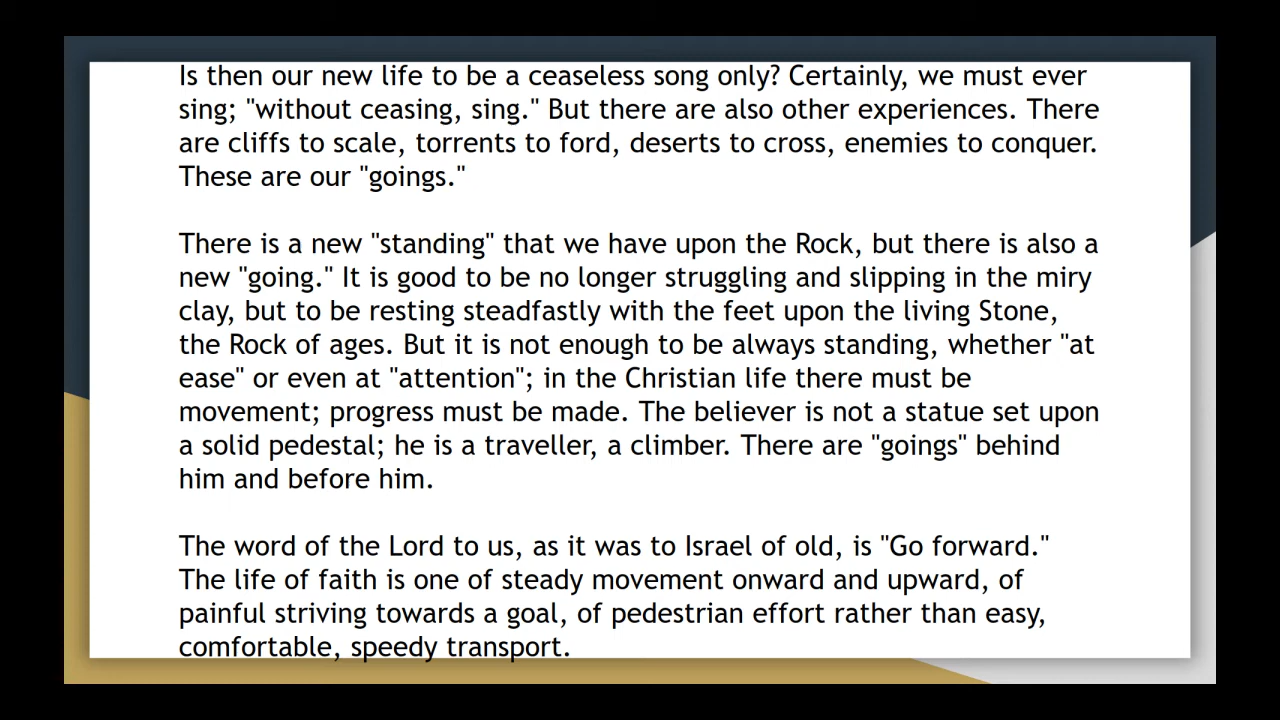 Is then our new life to be a ceaseless song only? Certainly, we must ever
sing; "without ceasing, sing." But there are also other experiences. There
are cliffs to scale, torrents to ford, deserts to cross, enemies to conquer.
These are our "goings."
There is a new "standing" that we have upon the Rock, but there is also a
new "going." It is good to be no longer struggling and slipping in the miry
clay, but to be resting steadfastly with the feet upon the living Stone,
the Rock of ages. But it is not enough to be always standing, whether "at
ease" or even at "attention"; in the Christian life there must be
movement; progress must be made. The believer is not a statue set upon
a solid pedestal; he is a traveller, a climber. There are "goings" behind
him and before him.
The word of the Lord to us, as it was to Israel of old, is "Go forward."
The life of faith is one of steady movement onward and upward, of
painful striving towards a goal, of pedestrian effort rather than easy,
comfortable, speedy transport.